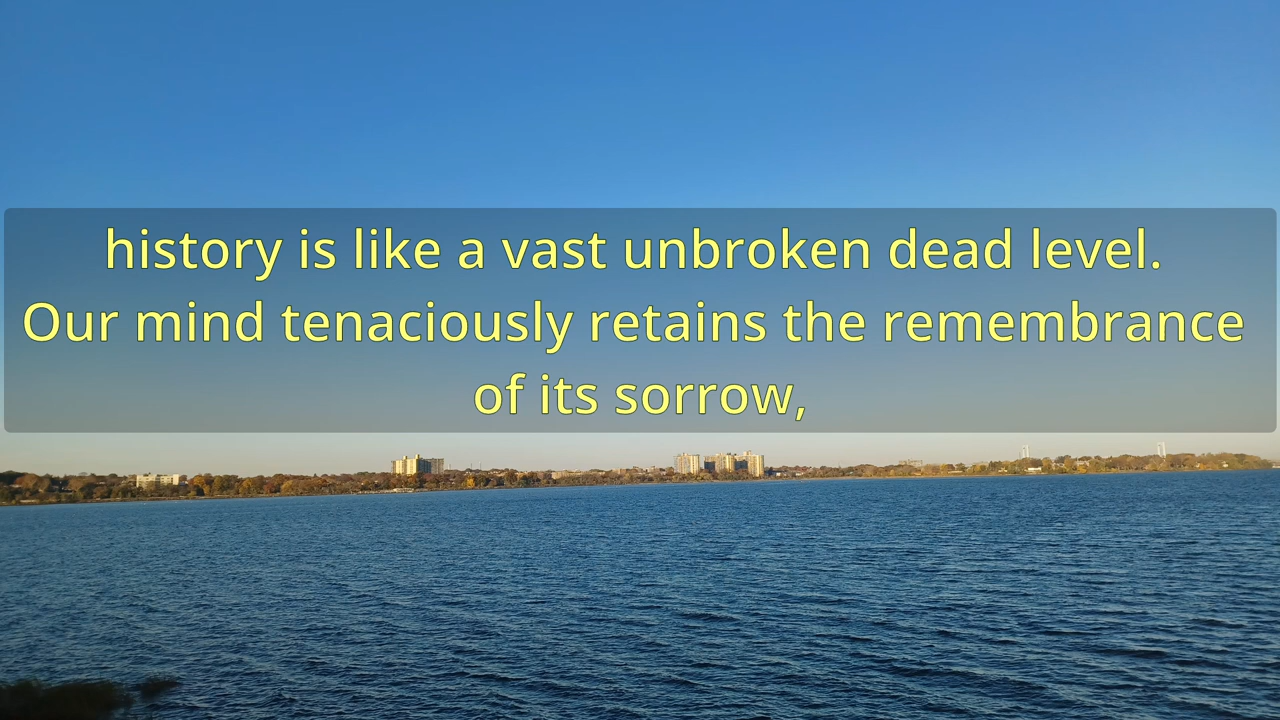 history is like a vast unbroken dead level.
Our mind tenaciously retains the remembrance
of its sorrow,